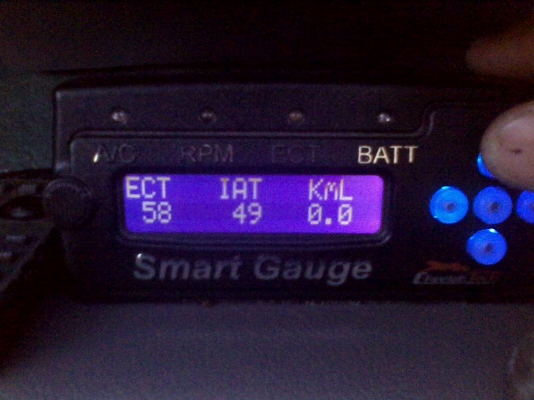 A/C RPM ECT BATT
ECT IAT KmL
58 49 0.0
Smart Gauge